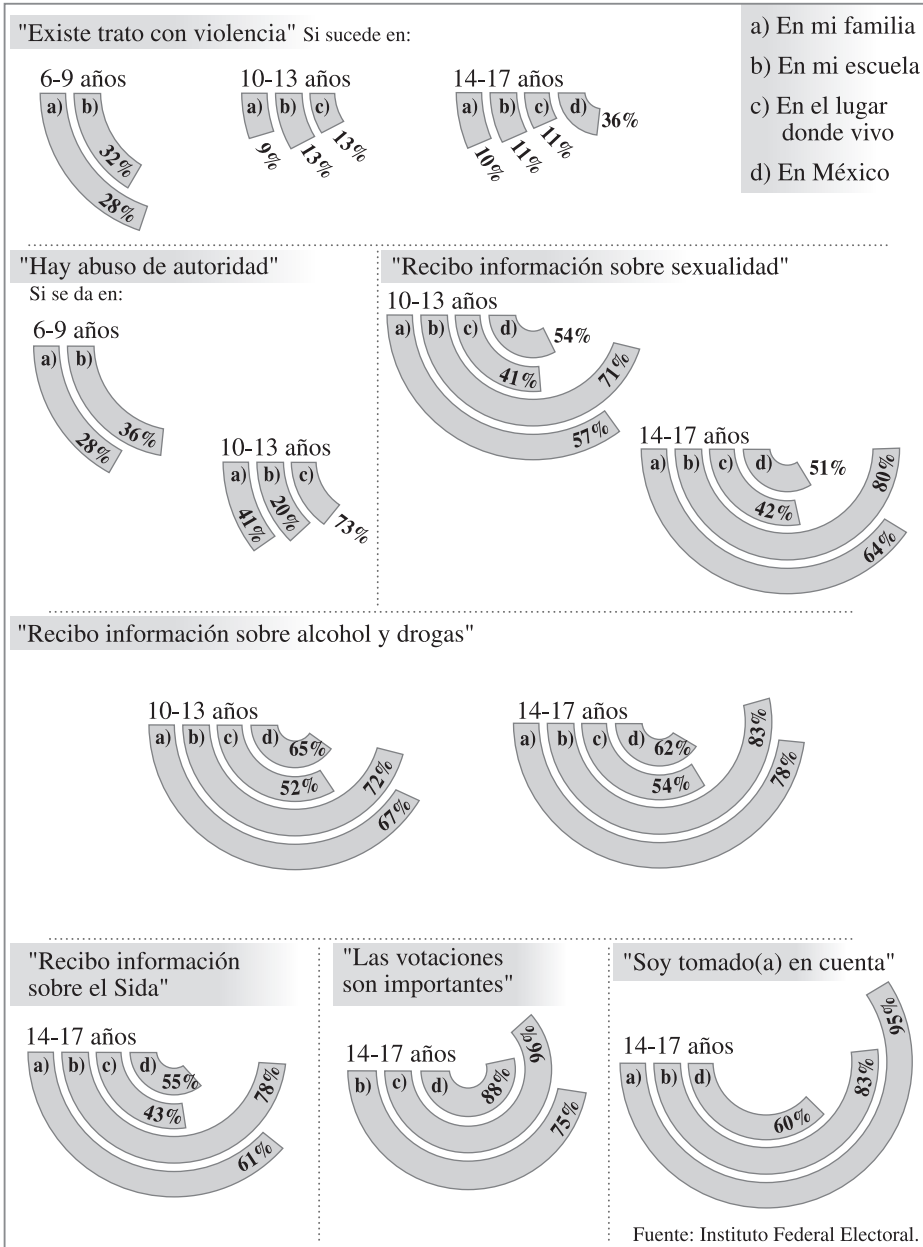 "Existe trato con violencia" Si sucede en:
a) En mi familia
b) En mi escuela
c) En el lugar
donde vivo
d) En México
6-9 años
a) b)
32%
28%
10-13 años
a) b) c)
9%
13%
13%
14-17 años
a) b) c) d)
10%
11%
11%
36%
"Hay abuso de autoridad"
Si se da en:
6-9 años
a) b)
28%
36%
10-13 años
a) b) c)
41%
20%
73%
"Recibo información sobre sexualidad"
10-13 años
a) b) c) d)
54%
41%
71%
57%
14-17 años
a) b) c) d)
51%
42%
80%
64%
"Recibo información sobre alcohol y drogas"
10-13 años
a) b) c) d)
65%
52%
72%
67%
14-17 años
a) b) c) d)
62%
54%
83%
78%
"Recibo información
sobre el Sida"
14-17 años
a) b) c) d)
55%
43%
78%
61%
"Las votaciones
son importantes"
14-17 años
b) c) d)
88%
96%
75%
"Soy tomado(a) en cuenta"
14-17 años
a) b) d)
60%
83%
95%
Fuente: Instituto Federal Electoral.